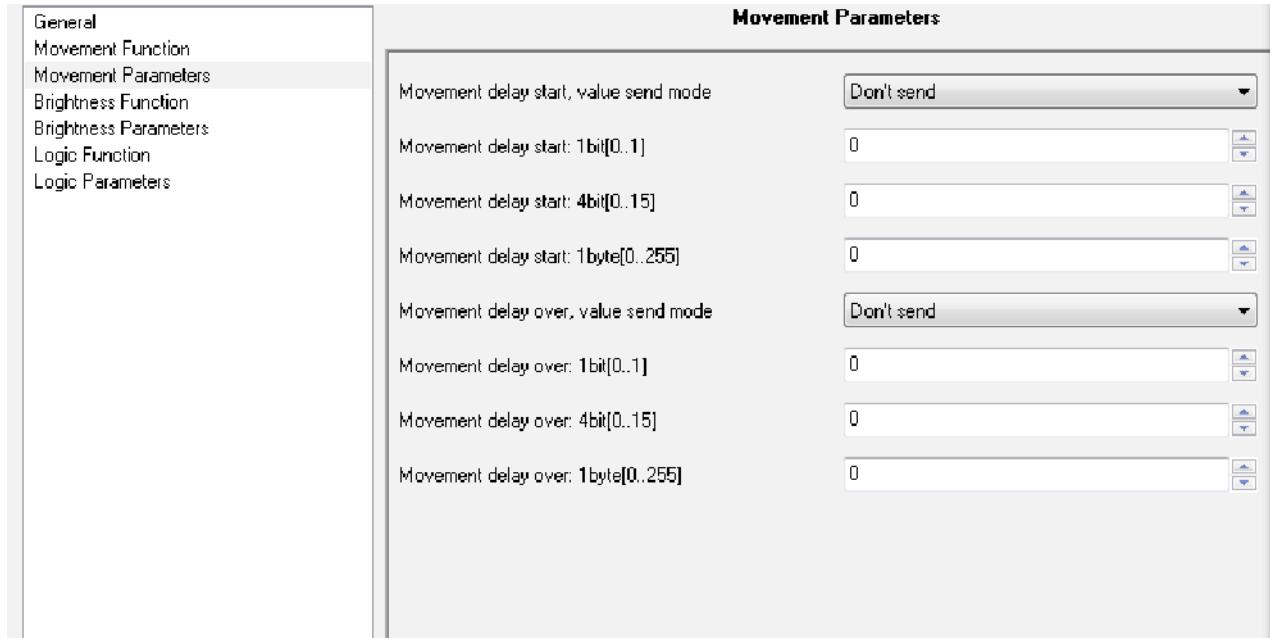 General
Movement Function
Movement Parameters
Brightness Function
Brightness Parameters
Logic Function
Logic Parameters
Movement Parameters
Movement delay start, value send mode Don't send
Movement delay start: 1bit[0..1] 0
Movement delay start: 4bit[0..15] 0
Movement delay start: 1byte[0..255] 0
Movement delay over, value send mode Don't send
Movement delay over: 1bit[0..1] 0
Movement delay over: 4bit[0..15] 0
Movement delay over: 1byte[0..255] 0